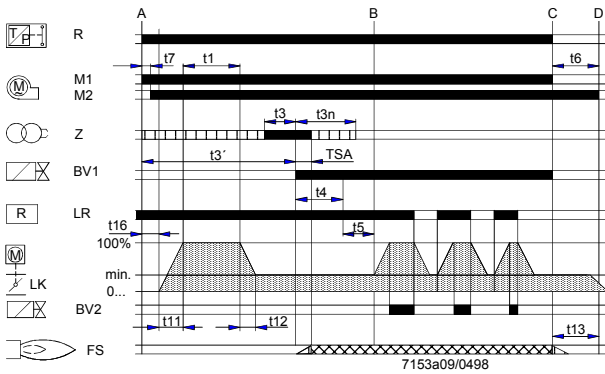 A B C D
T P R
t7 t1 t6
M M1
M2
t3 t3n
Z
t3´ TSA
BV1
t4
R LR
t16 t5
100%
M
min.
LK
0...
BV2
t11 t12 t13
FS
7153a09/0498